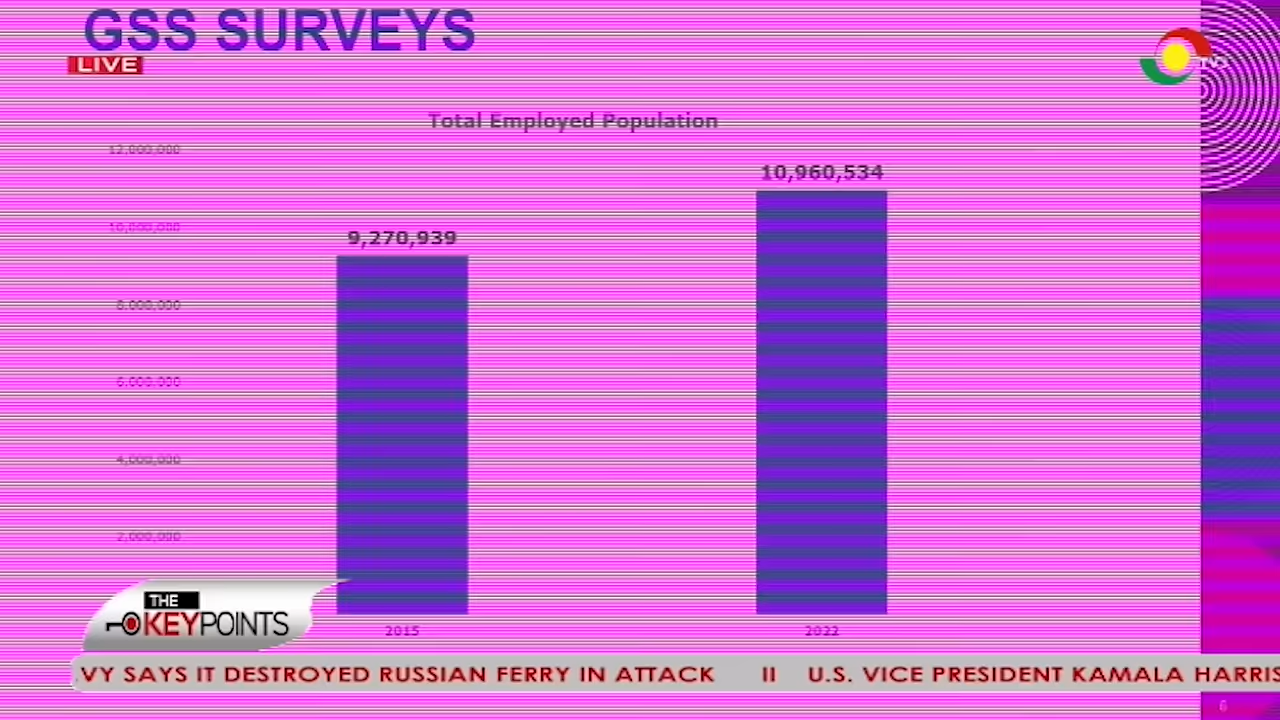 GSS SURVEYS
LIVE
TV3
Total Employed Population
12,000,000
10,960,534
10,000,000
9,270,939
8,000,000
6,000,000
4,000,000
2,000,000
THE
KEYPOINTS
2015
2022
VY SAYS IT DESTROYED RUSSIAN FERRY IN ATTACK II U.S. VICE PRESIDENT KAMALA HARRIS
6